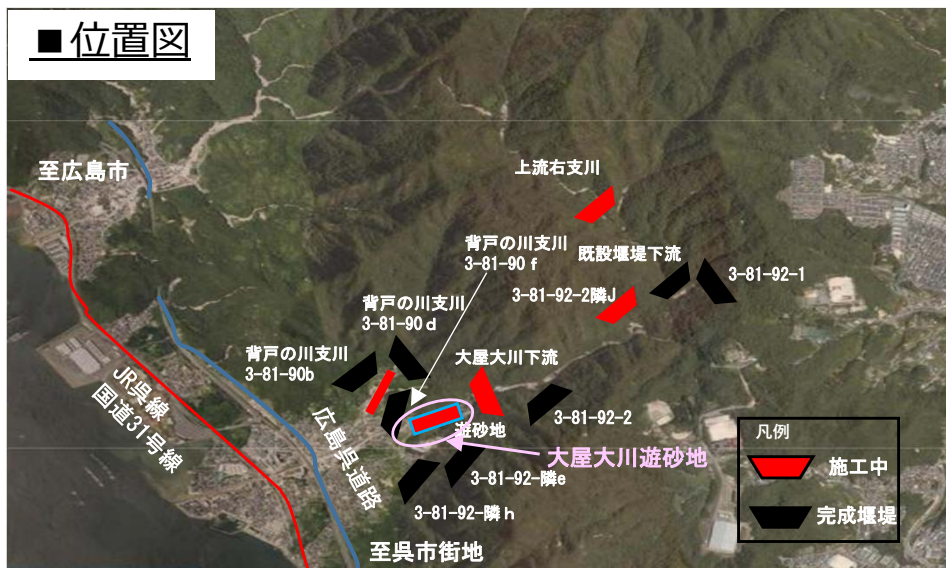 ■位置図
至広島市
上流右支川
背戸の川支川
3-81-90 f
既設堰堤下流
3-81-92-1
3-81-92-2隣J
背戸の川支川
3-81-90 d
背戸の川支川
3-81-90b
大屋大川下流
3-81-92-2
JR呉線
国道31号線
広島呉道路
遊砂地
大屋大川遊砂地
3-81-92-隣e
3-81-92-隣h
至呉市街地
凡例
施工中
完成堰堤